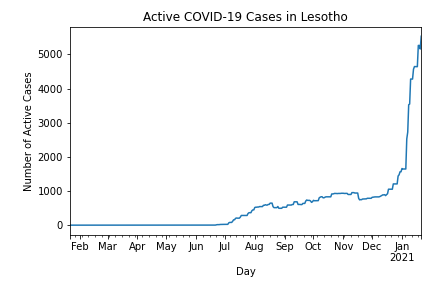 Active COVID-19 Cases in Lesotho
Number of Active Cases
5000
4000
3000
2000
1000
0
Feb Mar Apr May Jun Jul Aug Sep Oct Nov Dec Jan
2021
Day